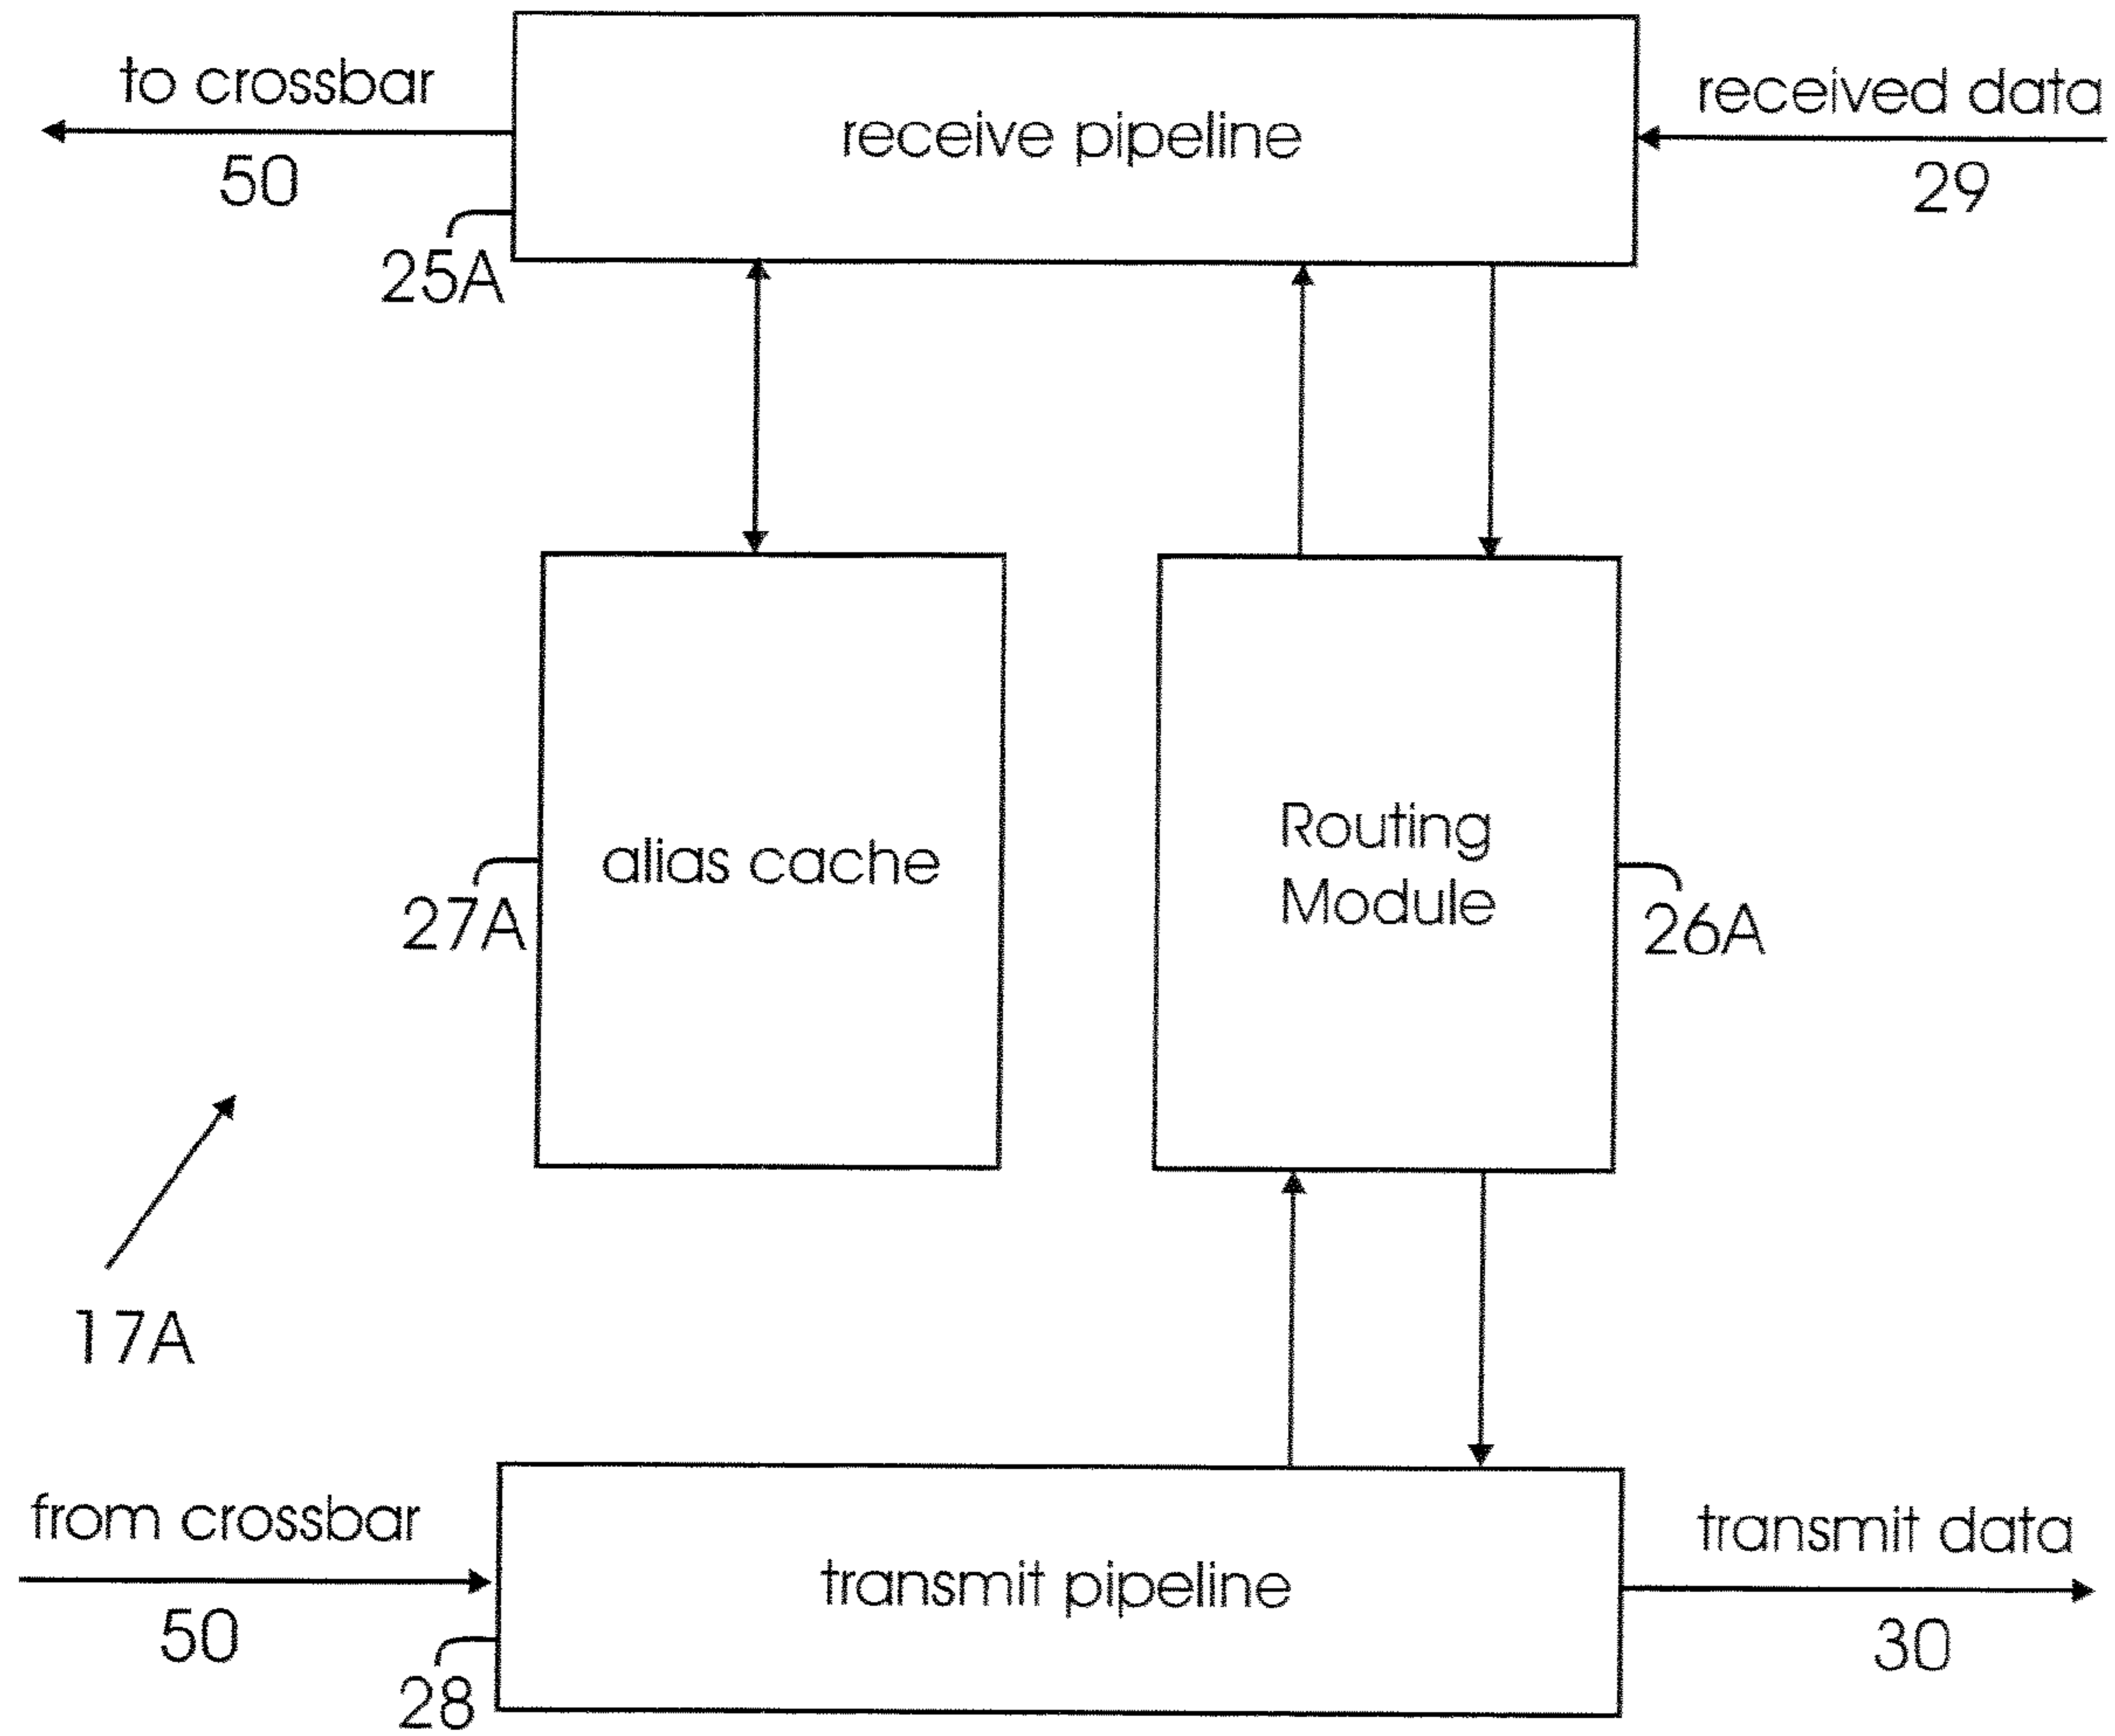 to crossbar
50
25A
receive pipeline
received data
29
alias cache
27A
Routing
Module
26A
17A
from crossbar
50
28
transmit pipeline
transmit data
30